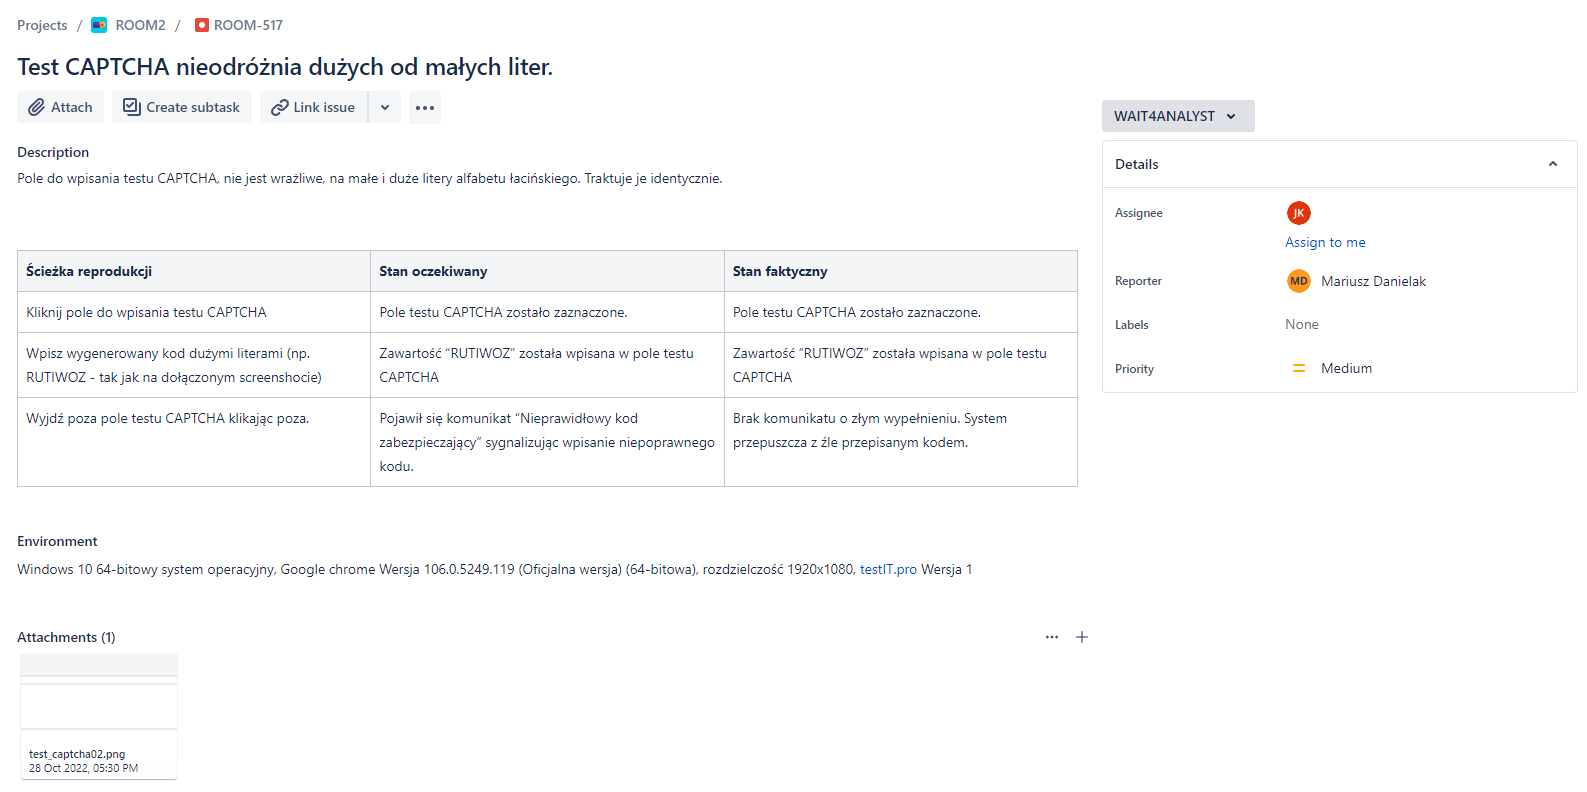 Projects / ROOM2 / ROOM-517
Test CAPTCHA nieodróżnia dużych od małych liter.
Attach
Create subtask
Link issue
WAIT4ANALYST
Description
Pole do wpisania testu CAPTCHA, nie jest wrażliwe, na małe i duże litery alfabetu łacińskiego. Traktuje je identycznie.
Details
Assignee
JK
Assign to me
Reporter
MD Mariusz Danielak
Labels
None
Priority
Medium
Ścieżka reprodukcji
Stan oczekiwany
Stan faktyczny
Kliknij pole do wpisania testu CAPTCHA
Pole testu CAPTCHA zostało zaznaczone.
Pole testu CAPTCHA zostało zaznaczone.
Wpisz wygenerowany kod dużymi literami (np.
RUTIWOZ - tak jak na dołączonym screenshocie)
Zawartość “RUTIWOZ” została wpisana w pole testu
CAPTCHA
Zawartość “RUTIWOZ” została wpisana w pole testu
CAPTCHA
Wyjdź poza pole testu CAPTCHA klikając poza.
Pojawił się komunikat “Nieprawidłowy kod
zabezpieczający” sygnalizując wpisanie niepoprawnego
kodu.
Brak komunikatu o złym wypełnieniu. System
przepuszcza z źle przepisanym kodem.
Environment
Windows 10 64-bitowy system operacyjny, Google chrome Wersja 106.0.5249.119 (Oficjalna wersja) (64-bitowa), rozdzielczość 1920x1080, testIT.pro Wersja 1
Attachments (1)
test_captcha02.png
28 Oct 2022, 05:30 PM